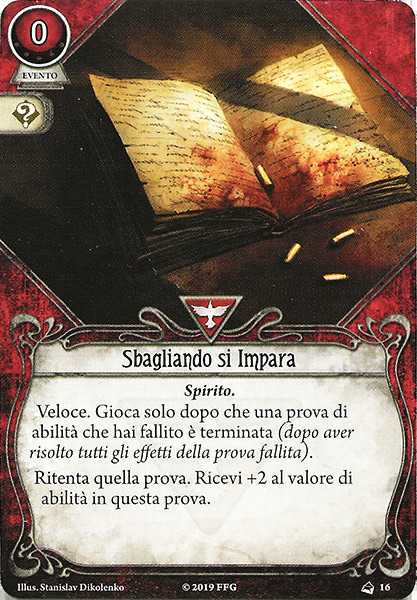 0
EVENTO
?
Sbagliando si Impara
Spirito.
Veloce. Gioca solo dopo che una prova di
abilità che hai fallito è terminata (dopo aver
risolto tutti gli effetti della prova fallita).
Ritenta quella prova. Ricevi +2 al valore di
abilità in questa prova.
Illus. Stanislav Dikolenko © 2019 FFG 16